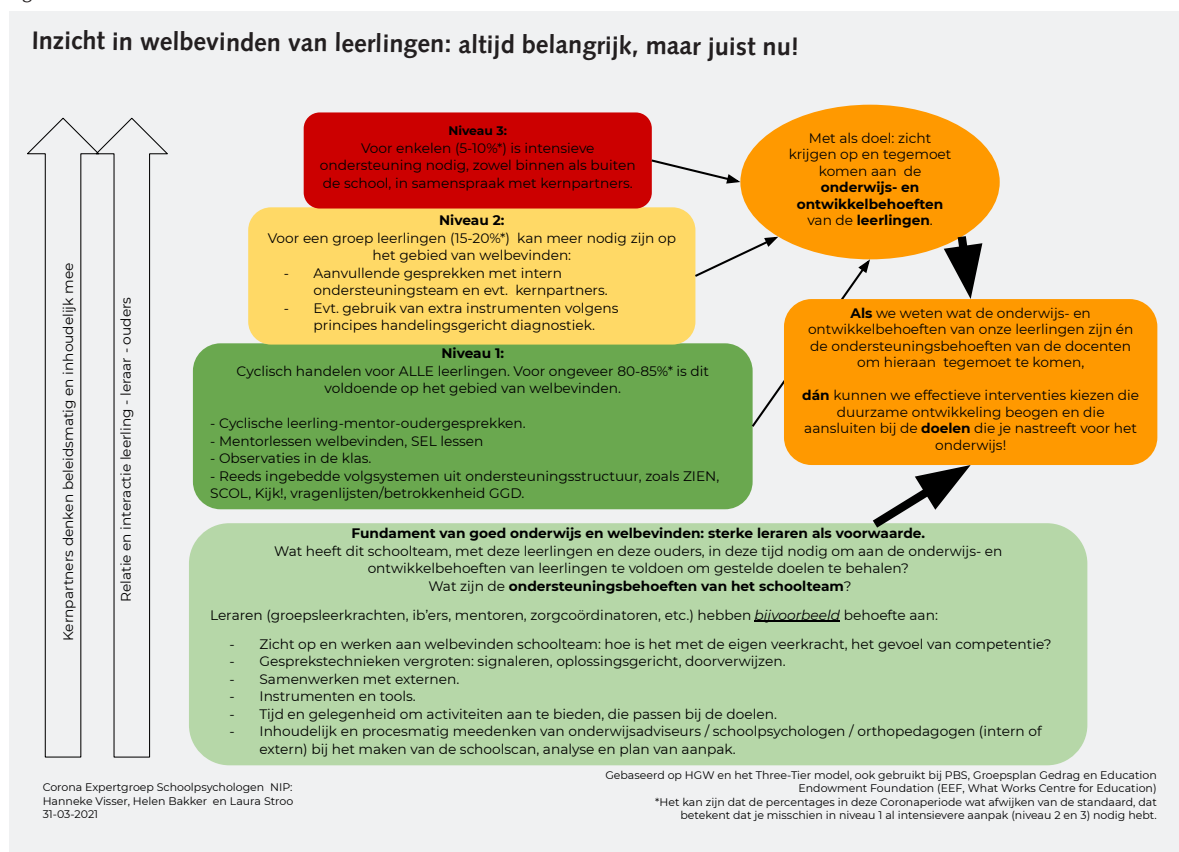 Inzicht in welbevinden van leerlingen: altijd belangrijk, maar juist nu!
Kernpartners denken beleidsmatig en inhoudelijk mee
Relatie en interactie leerling - leraar - ouders
Niveau 3:
Voor enkelen (5-10%*) is intensieve
ondersteuning nodig, zowel binnen als buiten
de school, in samenspraak met kernpartners.
Niveau 2:
Voor een groep leerlingen (15-20%*) kan meer nodig zijn op
het gebied van welbevinden:
- Aanvullende gesprekken met intern
ondersteuningsteam en evt. kernpartners.
- Evt. gebruik van extra instrumenten volgens
principes handelingsgericht diagnostiek.
Niveau 1:
Cyclisch handelen voor ALLE leerlingen. Voor ongeveer 80-85%* is dit
voldoende op het gebied van welbevinden.
- Cyclische leerling-mentor-oudergesprekken.
- Mentorlessen welbevinden, SEL lessen
- Observaties in de klas.
- Reeds ingebedde volgsystemen uit ondersteuningsstructuur, zoals ZIEN,
SCOL, Kijk!, vragenlijsten/betrokkenheid GGD.
Met als doel: zicht
krijgen op en tegemoet
komen aan de
onderwijs- en
ontwikkelbehoeften
van de leerlingen.
Als we weten wat de onderwijs- en
ontwikkelbehoeften van onze leerlingen zijn én
de ondersteuningsbehoeften van de docenten
om hieraan tegemoet te komen,
dán kunnen we effectieve interventies kiezen die
duurzame ontwikkeling beogen en die
aansluiten bij de doelen die je nastreeft voor het
onderwijs!
Fundament van goed onderwijs en welbevinden: sterke leraren als voorwaarde.
Wat heeft dit schoolteam, met deze leerlingen en deze ouders, in deze tijd nodig om aan de onderwijs- en
ontwikkelbehoeften van leerlingen te voldoen om gestelde doelen te behalen?
Wat zijn de ondersteuningsbehoeften van het schoolteam?
Leraren (groepsleerkrachten, ib'ers, mentoren, zorgcoördinatoren, etc.) hebben bijvoorbeeld behoefte aan:
- Zicht op en werken aan welbevinden schoolteam: hoe is het met de eigen veerkracht, het gevoel van competentie?
- Gesprekstechnieken vergroten: signaleren, oplossingsgericht, doorverwijzen.
- Samenwerken met externen.
- Instrumenten en tools.
- Tijd en gelegenheid om activiteiten aan te bieden, die passen bij de doelen.
- Inhoudelijk en procesmatig meedenken van onderwijsadviseurs / schoolpsychologen / orthopedagogen (intern of
extern) bij het maken van de schoolscan, analyse en plan van aanpak.
Corona Expertgroep Schoolpsychologen NIP:
Hanneke Visser, Helen Bakker en Laura Stroo
31-03-2021
Gebaseerd op HGW en het Three-Tier model, ook gebruikt bij PBS, Groepsplan Gedrag en Education
Endowment Foundation (EEF, What Works Centre for Education)
*Het kan zijn dat de percentages in deze Coronaperiode wat afwijken van de standaard, dat
betekent dat je misschien in niveau 1 al intensievere aanpak (niveau 2 en 3) nodig hebt.